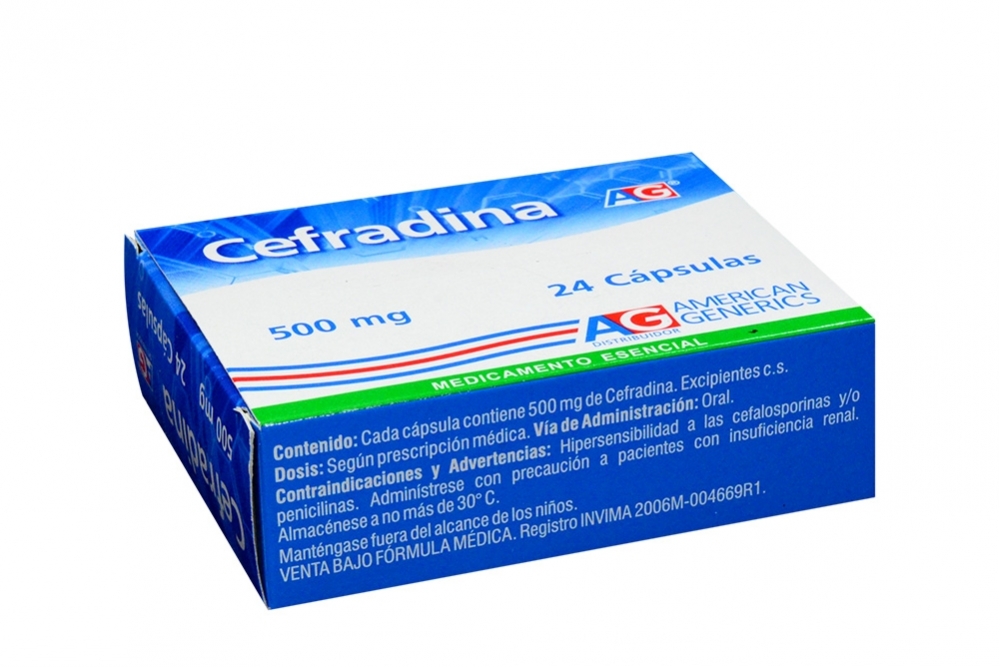 Cefradina
AG®
500 mg
24 Cápsulas
AG
DISTRIBUIDOR
AMERICAN
GENERICS
MEDICAMENTO ESENCIAL
Contenido: Cada cápsula contiene 500 mg de Cefradina. Excipientes c.s.
Dosis: Según prescripción médica. Vía de Administración: Oral.
Contraindicaciones y Advertencias: Hipersensibilidad a las cefalosporinas y/o
penicilinas. Adminístrese con precaución a pacientes con insuficiencia renal.
Almacénese a no más de 30° C.
Manténgase fuera del alcance de los niños.
VENTA BAJO FÓRMULA MÉDICA. Registro INVIMA 2006M-004669R1.
Cefradina
500 mg
24 Cápsulas
AG